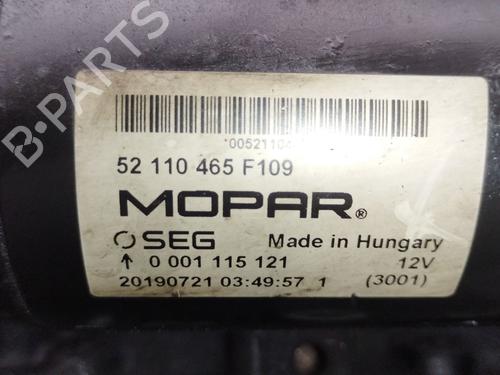 B-PARTS
52 110 465 F109
MOPAR®
SEG Made in Hungary
↑ 0 001 115 121 12V
20190721 03:49:57 1 (3001)